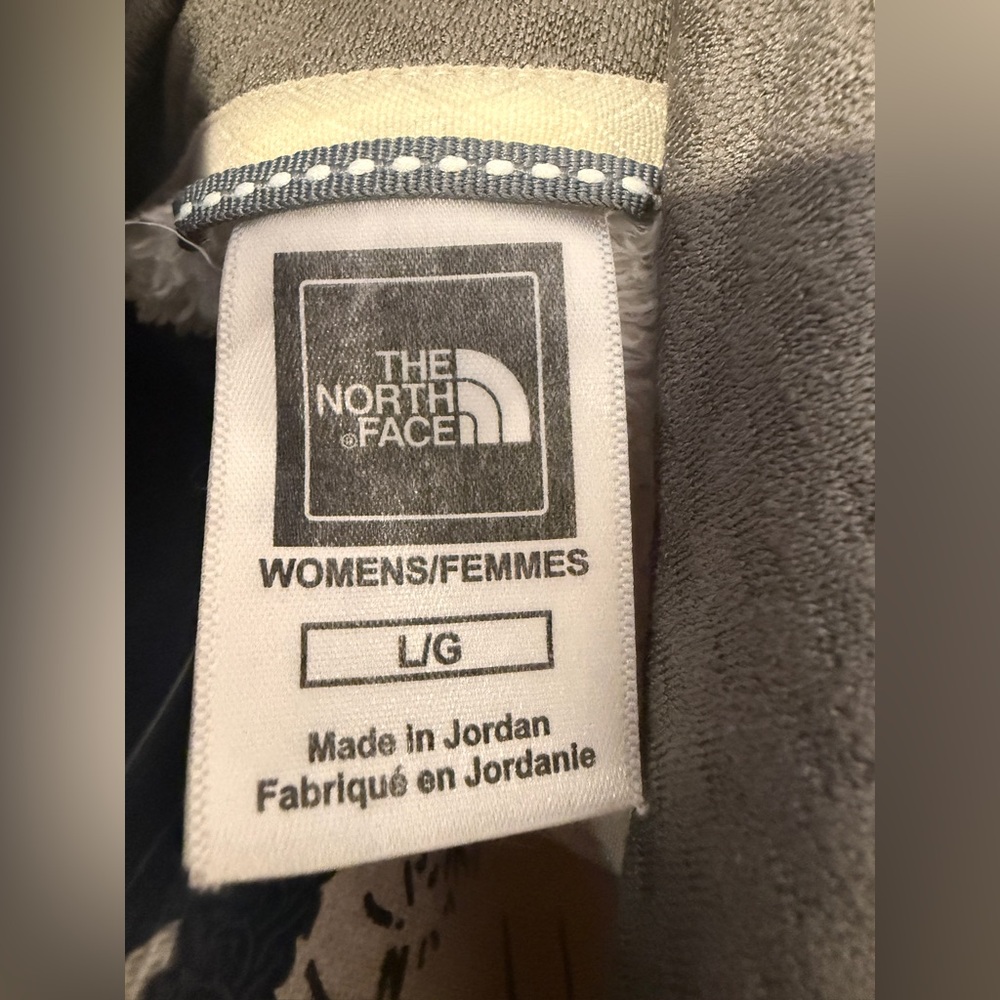 THE
NORTH
®FACE
WOMENS/FEMMES
L/G
Made in Jordan
Fabriqué en Jordanie